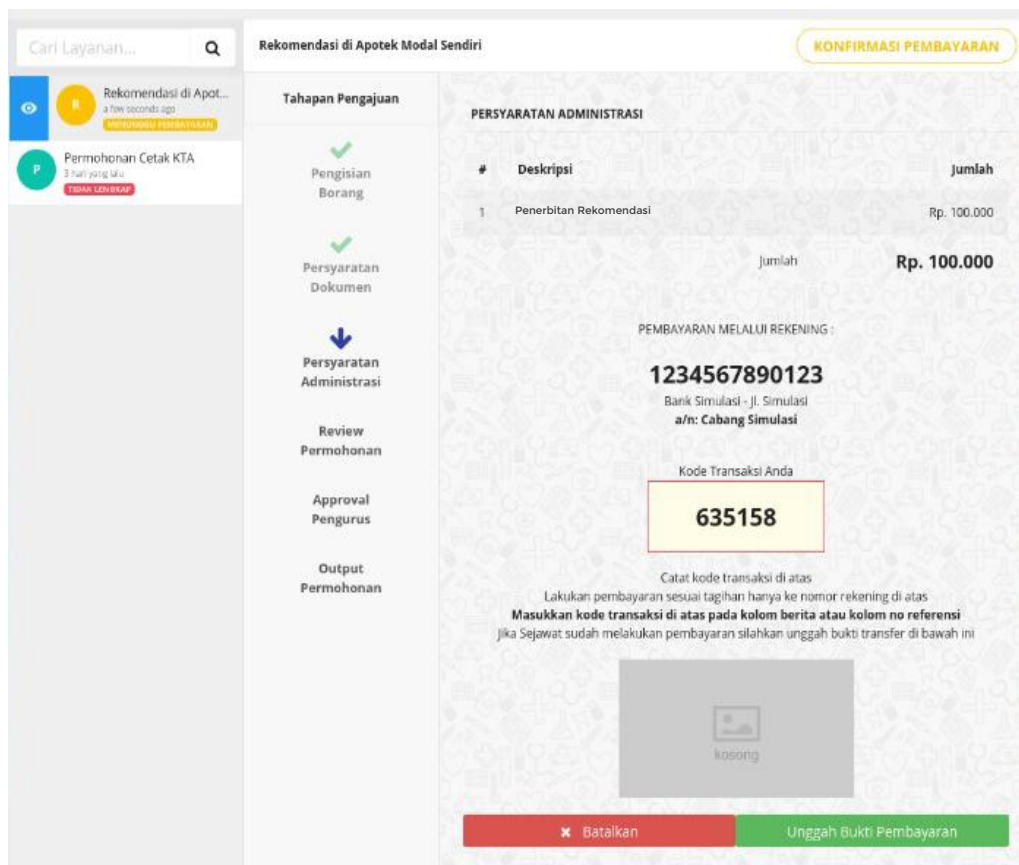 Cari Layanan...
Rekomendasi di Apotek Modal Sendiri
KONFIRMASI PEMBAYARAN
R
Rekomendasi di Apot...
a few seconds ago
MENUNGGU PEMBAYARAN
P
Permohonan Cetak KTA
3 hari yang lalu
TIDAK LENGKAP
Tahapan Pengajuan
Pengisian
Borang
Persyaratan
Dokumen
Persyaratan
Administrasi
Review
Permohonan
Approval
Pengurus
Output
Permohonan
PERSYARATAN ADMINISTRASI
# Deskripsi Jumlah
1 Penerbitan Rekomendasi Rp. 100.000
Jumlah Rp. 100.000
PEMBAYARAN MELALUI REKENING :
1234567890123
Bank Simulasi - Jl. Simulasi
a/n: Cabang Simulasi
Kode Transaksi Anda
635158
Catat kode transaksi di atas
Lakukan pembayaran sesuai tagihan hanya ke nomor rekening di atas
Masukkan kode transaksi di atas pada kolom berita atau kolom no referensi
Jika Sejawat sudah melakukan pembayaran silahkan unggah bukti transfer di bawah ini
kosong
Batalkan
Unggah Bukti Pembayaran